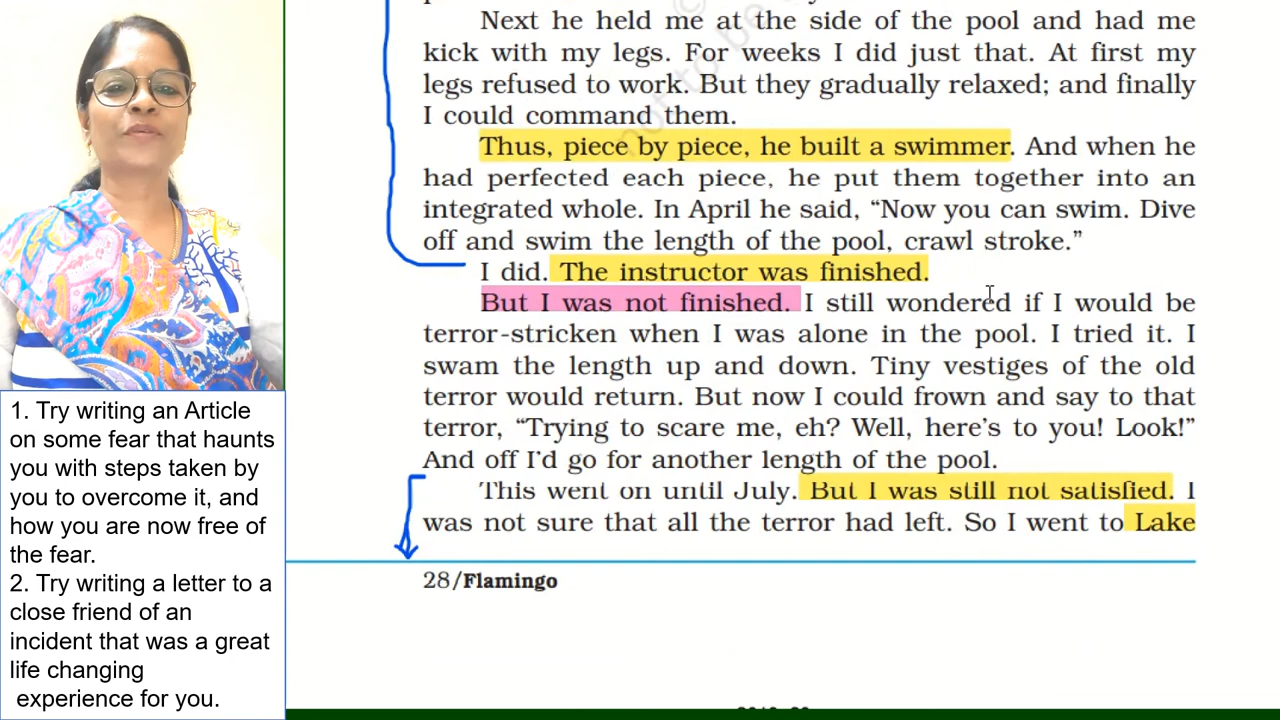 Next he held me at the side of the pool and had me
kick with my legs. For weeks I did just that. At first my
legs refused to work. But they gradually relaxed; and finally
I could command them.
Thus, piece by piece, he built a swimmer. And when he
had perfected each piece, he put them together into an
integrated whole. In April he said, “Now you can swim. Dive
off and swim the length of the pool, crawl stroke.”
I did. The instructor was finished.
But I was not finished. I still wondered if I would be
terror-stricken when I was alone in the pool. I tried it. I
swam the length up and down. Tiny vestiges of the old
terror would return. But now I could frown and say to that
terror, “Trying to scare me, eh? Well, here’s to you! Look!”
And off I’d go for another length of the pool.
This went on until July. But I was still not satisfied. I
was not sure that all the terror had left. So I went to Lake
28/Flamingo
1. Try writing an Article
on some fear that haunts
you with steps taken by
you to overcome it, and
how you are now free of
the fear.
2. Try writing a letter to a
close friend of an
incident that was a great
life changing
experience for you.